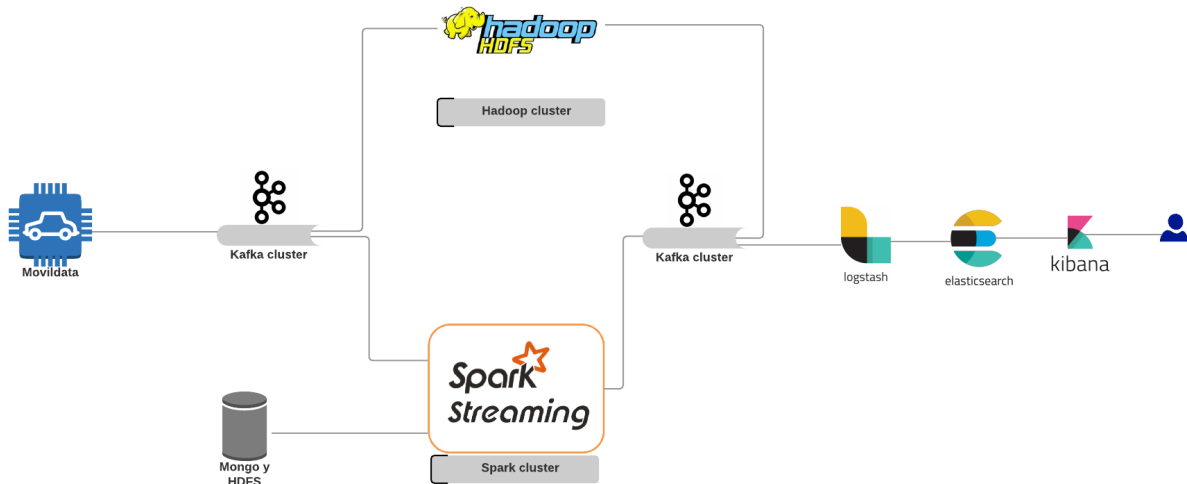 hadoop
HDFS
Hadoop cluster
Movildata
Kafka cluster
Kafka cluster
logstash
elasticsearch
kibana
Spark
Streaming
Spark cluster
Mongo y
HDFS